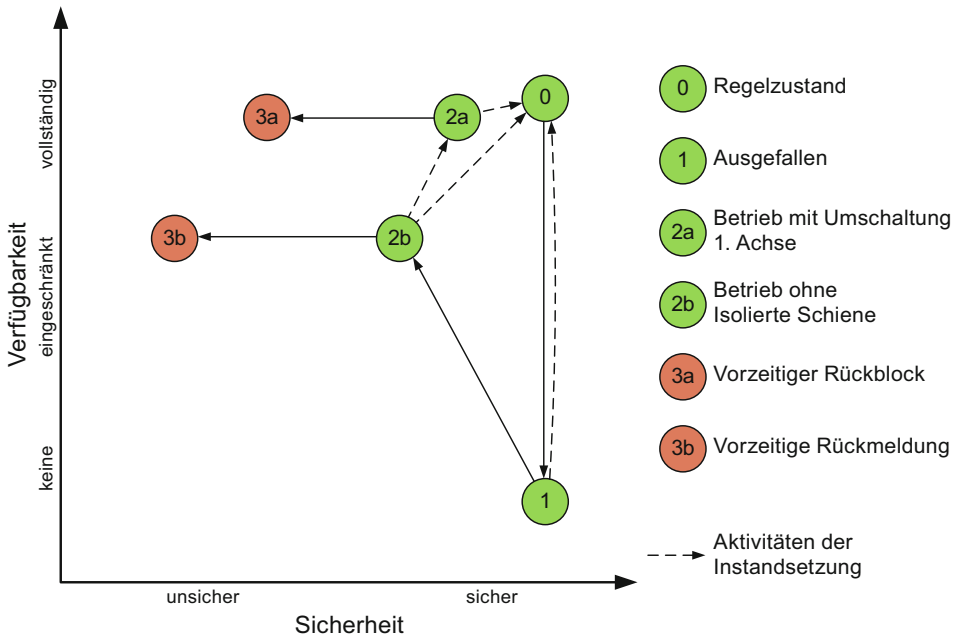 Verfügbarkeit
vollständig
eingeschränkt
keine
3a
2a
0
3b
2b
1
unsicher
sicher
Sicherheit
0 Regelzustand
1 Ausgefallen
2a Betrieb mit Umschaltung
1. Achse
2b Betrieb ohne
Isolierte Schiene
3a Vorzeitiger Rückblock
3b Vorzeitige Rückmeldung
Aktivitäten der
Instandsetzung